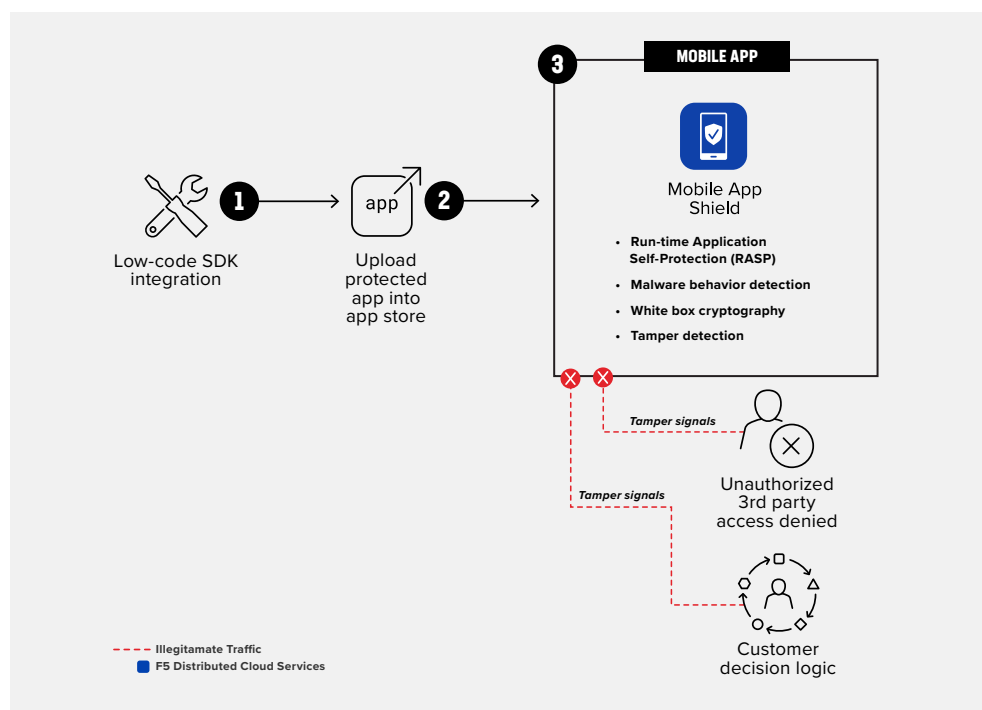 3
MOBILE APP
1
app
2
Mobile App
Shield
Low-code SDK
integration
Upload
protected
app into
app store
• Run-time Application
Self-Protection (RASP)
• Malware behavior detection
• White box cryptography
• Tamper detection
Tamper signals
Unauthorized
3rd party
access denied
Tamper signals
Customer
decision logic
Illegitamate Traffic
F5 Distributed Cloud Services